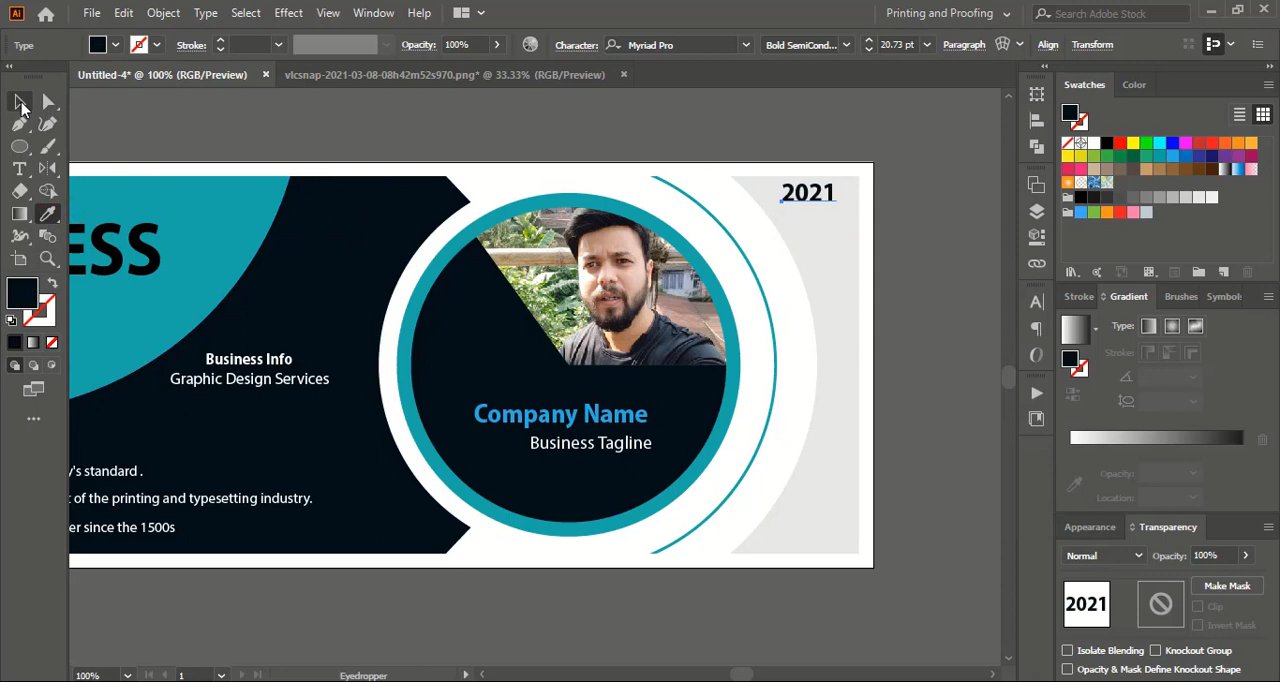 Ai File Edit Object Type Select Effect View Window Help Printing and Proofing Search Adobe Stock
Type Stroke: Opacity: 100% Character: Myriad Pro Bold SemiCond... 20.73 pt Paragraph Align Transform
Untitled-4* @ 100% (RGB/Preview) vlcsnap-2021-03-08-08h42m52s970.png* @ 33.33% (RGB/Preview)
Swatches Color
2021
ESS
Business Info
Graphic Design Services
Company Name
Business Tagline
y's standard .
t of the printing and typesetting industry.
er since the 1500s
Stroke Gradient Brushes Symbol
Type:
Stroke:
Opacity:
Location:
Appearance Transparency
Normal Opacity: 100%
Make Mask
2021
Clip
Invert Mask
Isolate Blending Knockout Group
Opacity & Mask Define Knockout Shape
100% 1 Eyedropper